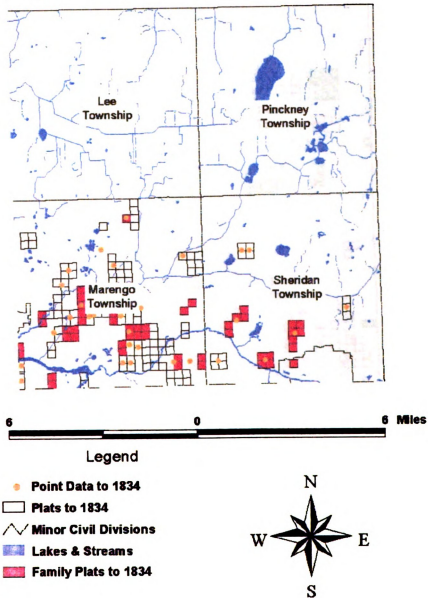 Lee
Township
Pinckney
Township
Marengo
Township
Sheridan
Township
6 0 6 Miles
Legend
Point Data to 1834
Plats to 1834
Minor Civil Divisions
Lakes & Streams
Family Plats to 1834
N
W E
S